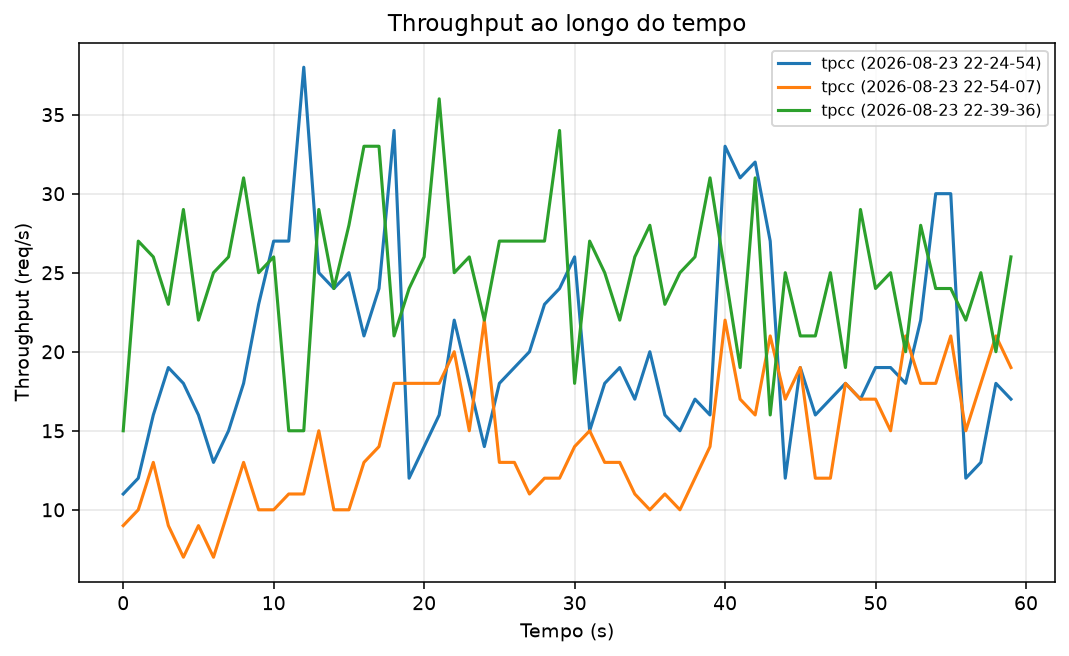 Throughput ao longo do tempo
tpcc (2026-08-23 22-24-54)
tpcc (2026-08-23 22-54-07)
tpcc (2026-08-23 22-39-36)
Throughput (req/s)
35
30
25
20
15
10
0 10 20 30 40 50 60
Tempo (s)